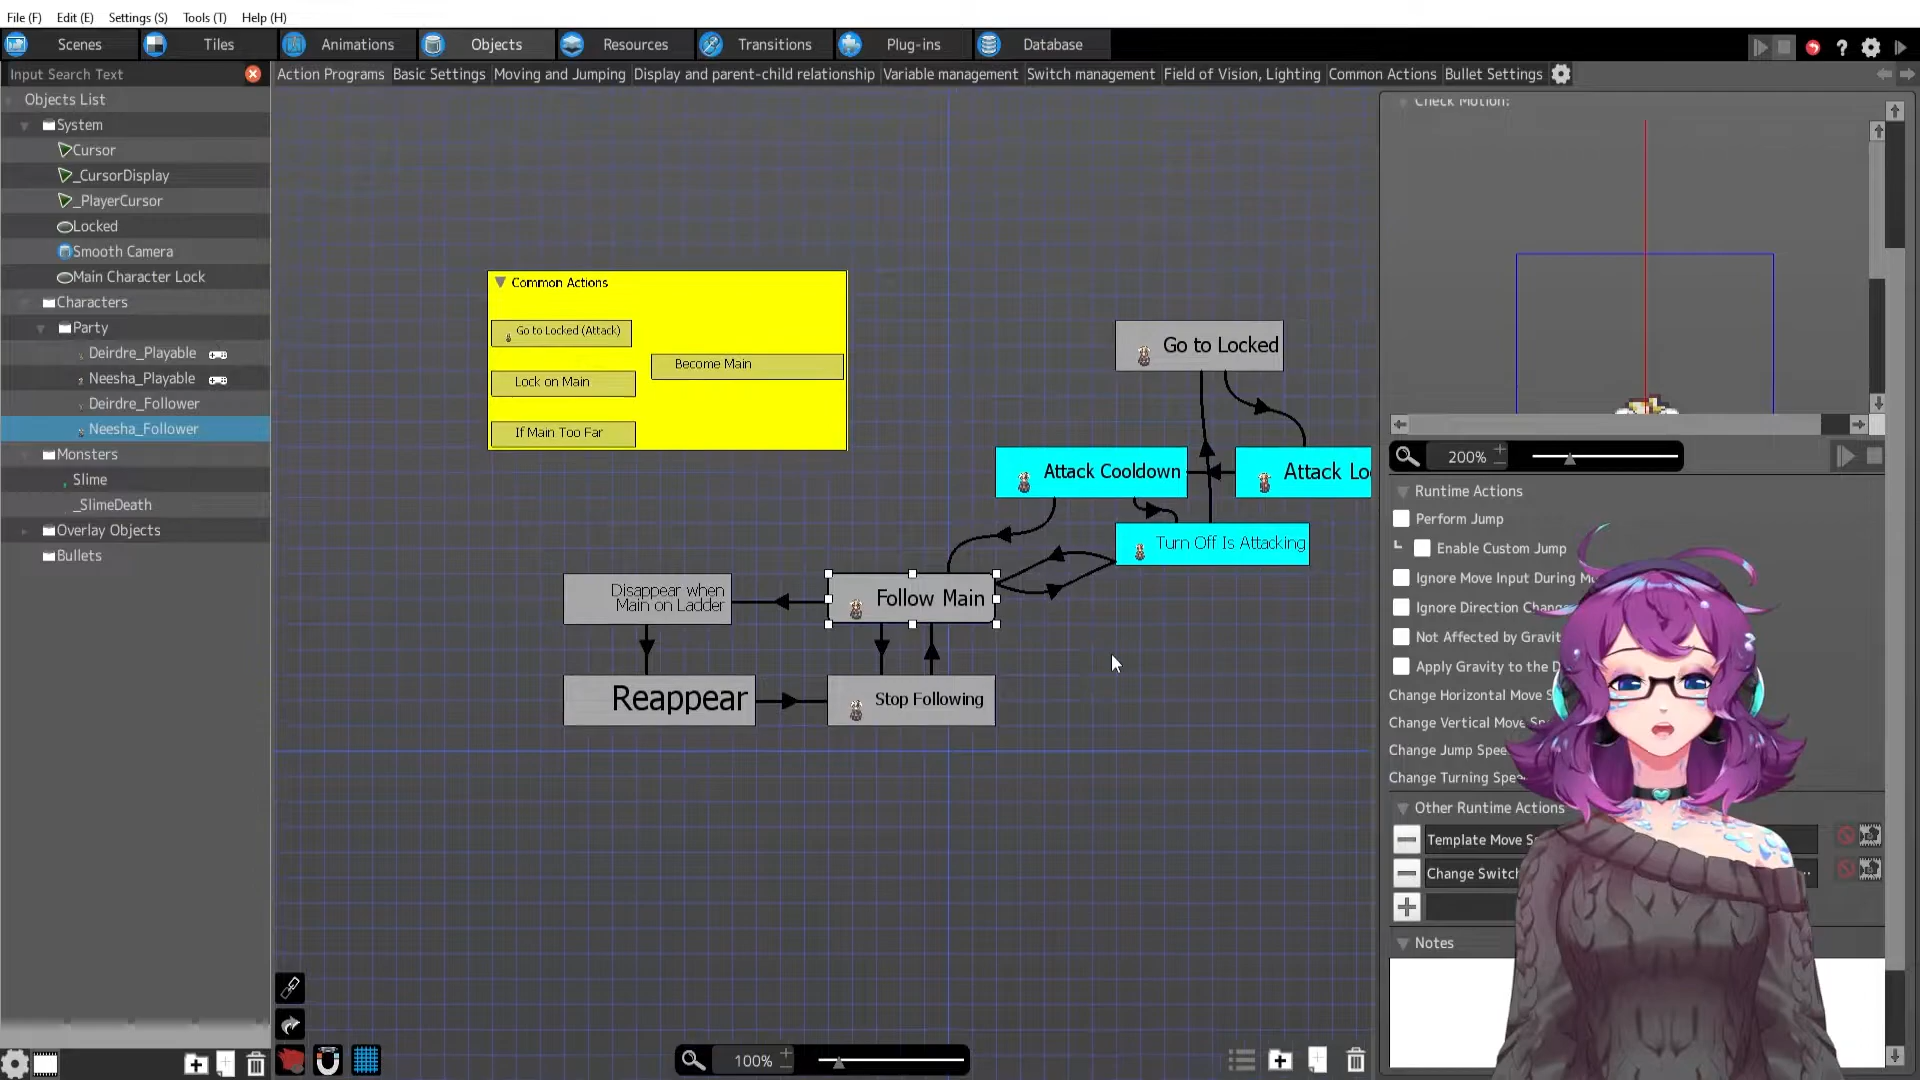 File (F) Edit (E) Settings (S) Tools (T) Help (H)
Scenes Tiles Animations Objects Resources Transitions Plug-ins Database
Input Search Text
Action Programs Basic Settings Moving and Jumping Display and parent-child relationship Variable management Switch management Field of Vision, Lighting Common Actions Bullet Settings
Objects List
System
Cursor
_CursorDisplay
_PlayerCursor
Locked
Smooth Camera
Main Character Lock
Characters
Party
Deirdre_Playable
Neesha_Playable
Deirdre_Follower
Neesha_Follower
Monsters
Slime
_SlimeDeath
Overlay Objects
Bullets
Common Actions
Go to Locked (Attack)
Become Main
Lock on Main
If Main Too Far
Go to Locked
Attack Cooldown
Attack Lo
Turn Off Is Attacking
Disappear when
Main on Ladder
Follow Main
Reappear
Stop Following
100%
Check Motion:
200%
Runtime Actions
Perform Jump
Enable Custom Jump
Ignore Move Input During M
Ignore Direction Change
Not Affected by Gravit
Apply Gravity to the D
Change Horizontal Move S
Change Vertical Move Sp
Change Jump Spee
Change Turning Spee
Other Runtime Actions
Template Move S
Change Switch ...
Notes